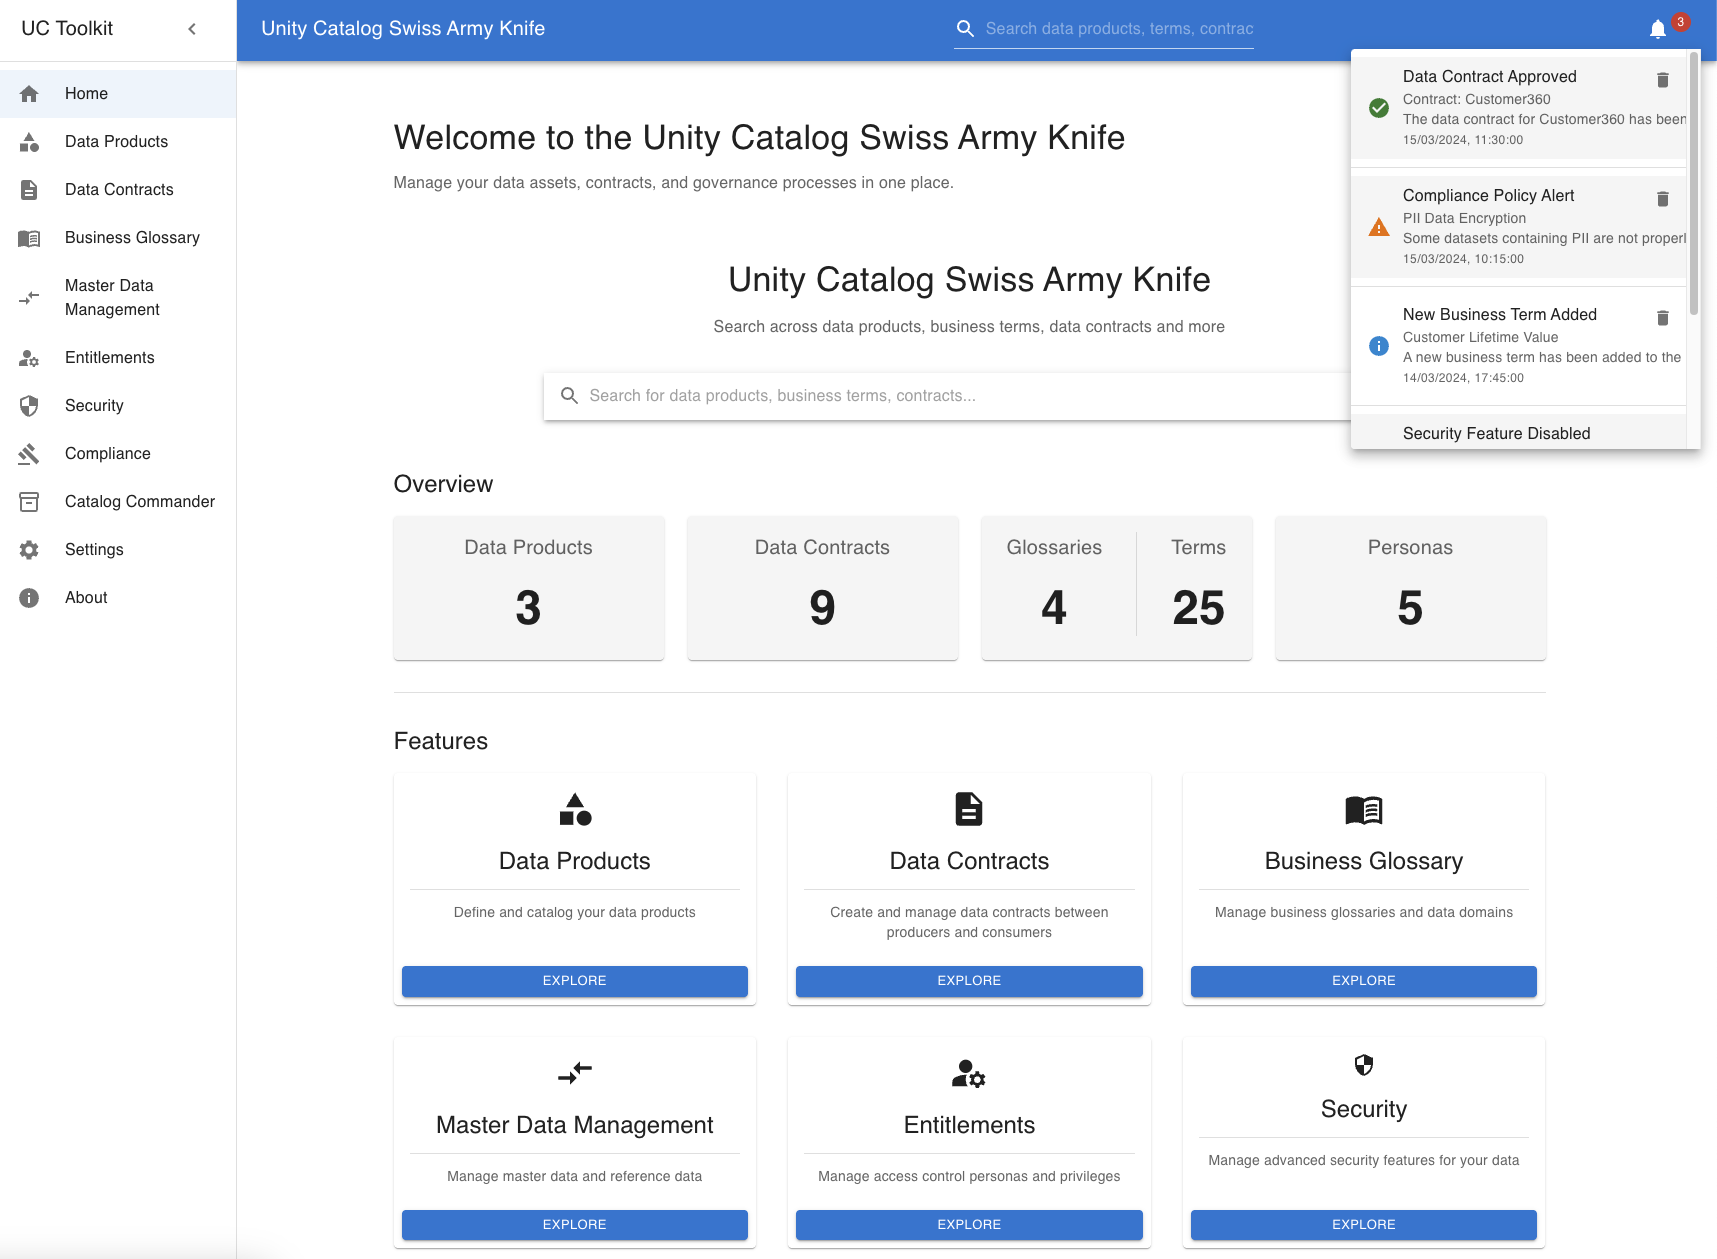 UC Toolkit
Home
Data Products
Data Contracts
Business Glossary
Master Data
Management
Entitlements
Security
Compliance
Catalog Commander
Settings
About
Unity Catalog Swiss Army Knife
Search data products, terms, contrac
3
Data Contract Approved
Contract: Customer360
The data contract for Customer360 has been
15/03/2024, 11:30:00
Compliance Policy Alert
PII Data Encryption
Some datasets containing PII are not properl
15/03/2024, 10:15:00
New Business Term Added
Customer Lifetime Value
A new business term has been added to the
14/03/2024, 17:45:00
Security Feature Disabled
Welcome to the Unity Catalog Swiss Army Knife
Manage your data assets, contracts, and governance processes in one place.
Unity Catalog Swiss Army Knife
Search across data products, business terms, data contracts and more
Search for data products, business terms, contracts...
Overview
Data Products
3
Data Contracts
9
Glossaries
4
Terms
25
Personas
5
Features
Data Products
Define and catalog your data products
EXPLORE
Data Contracts
Create and manage data contracts between
producers and consumers
EXPLORE
Business Glossary
Manage business glossaries and data domains
EXPLORE
Master Data Management
Manage master data and reference data
EXPLORE
Entitlements
Manage access control personas and privileges
EXPLORE
Security
Manage advanced security features for your data
EXPLORE